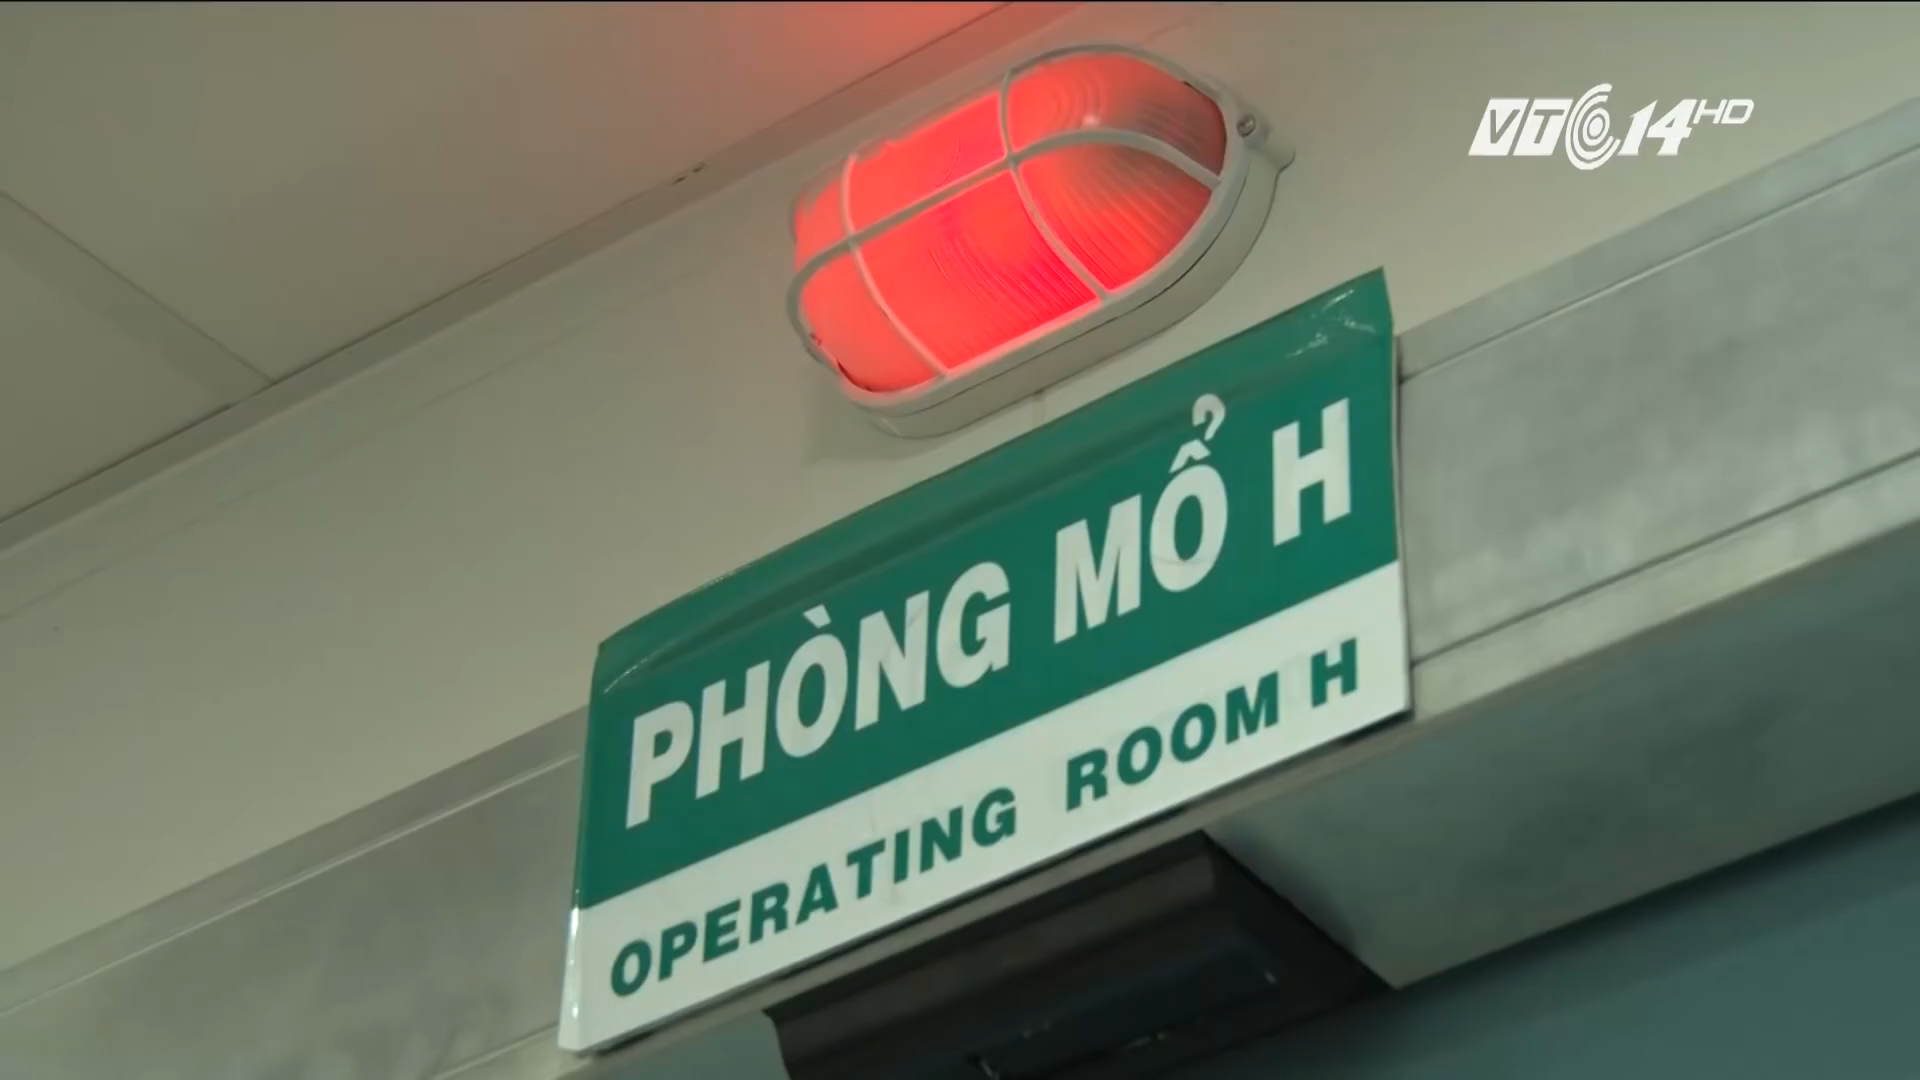 VTC14HD
PHÒNG MỔ H
OPERATING ROOM H